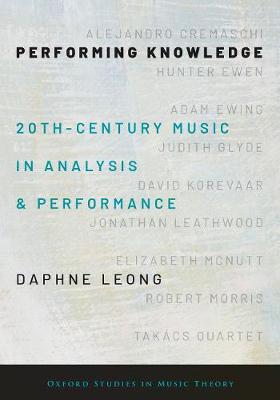 ALEJANDRO CREMASCHI
PERFORMING KNOWLEDGE
HUNTER EWEN
ADAM EWING
20TH-CENTURY MUSIC
JUDITH GLYDE
IN ANALYSIS
DAVID KOREVAAR
& PERFORMANCE
JONATHAN LEATHWOOD
ELIZABETH MCNUTT
DAPHNE LEONG
ROBERT MORRIS
TAKÁCS QUARTET
OXFORD STUDIES IN MUSIC THEORY